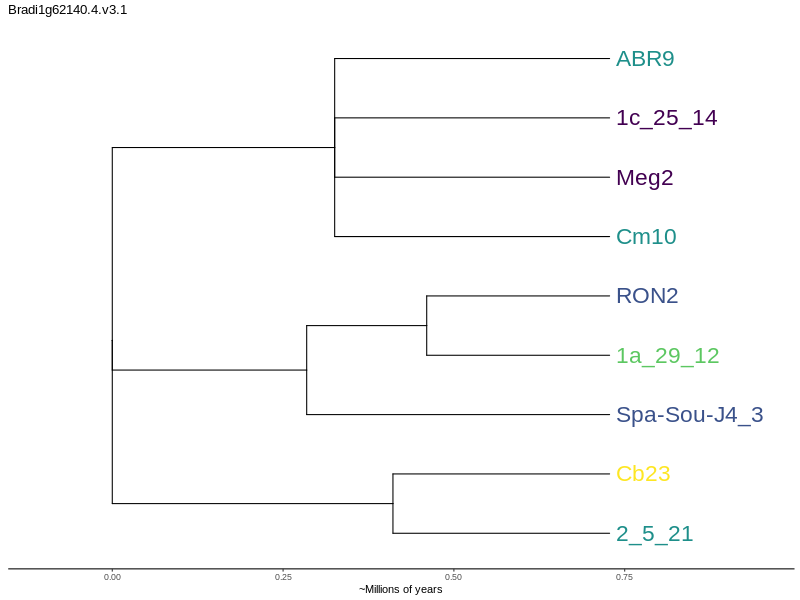 Bradi1g62140.4.v3.1
ABR9
1c_25_14
Meg2
Cm10
RON2
1a_29_12
Spa-Sou-J4_3
Cb23
2_5_21
0.00 0.25 0.50 0.75
~Millions of years